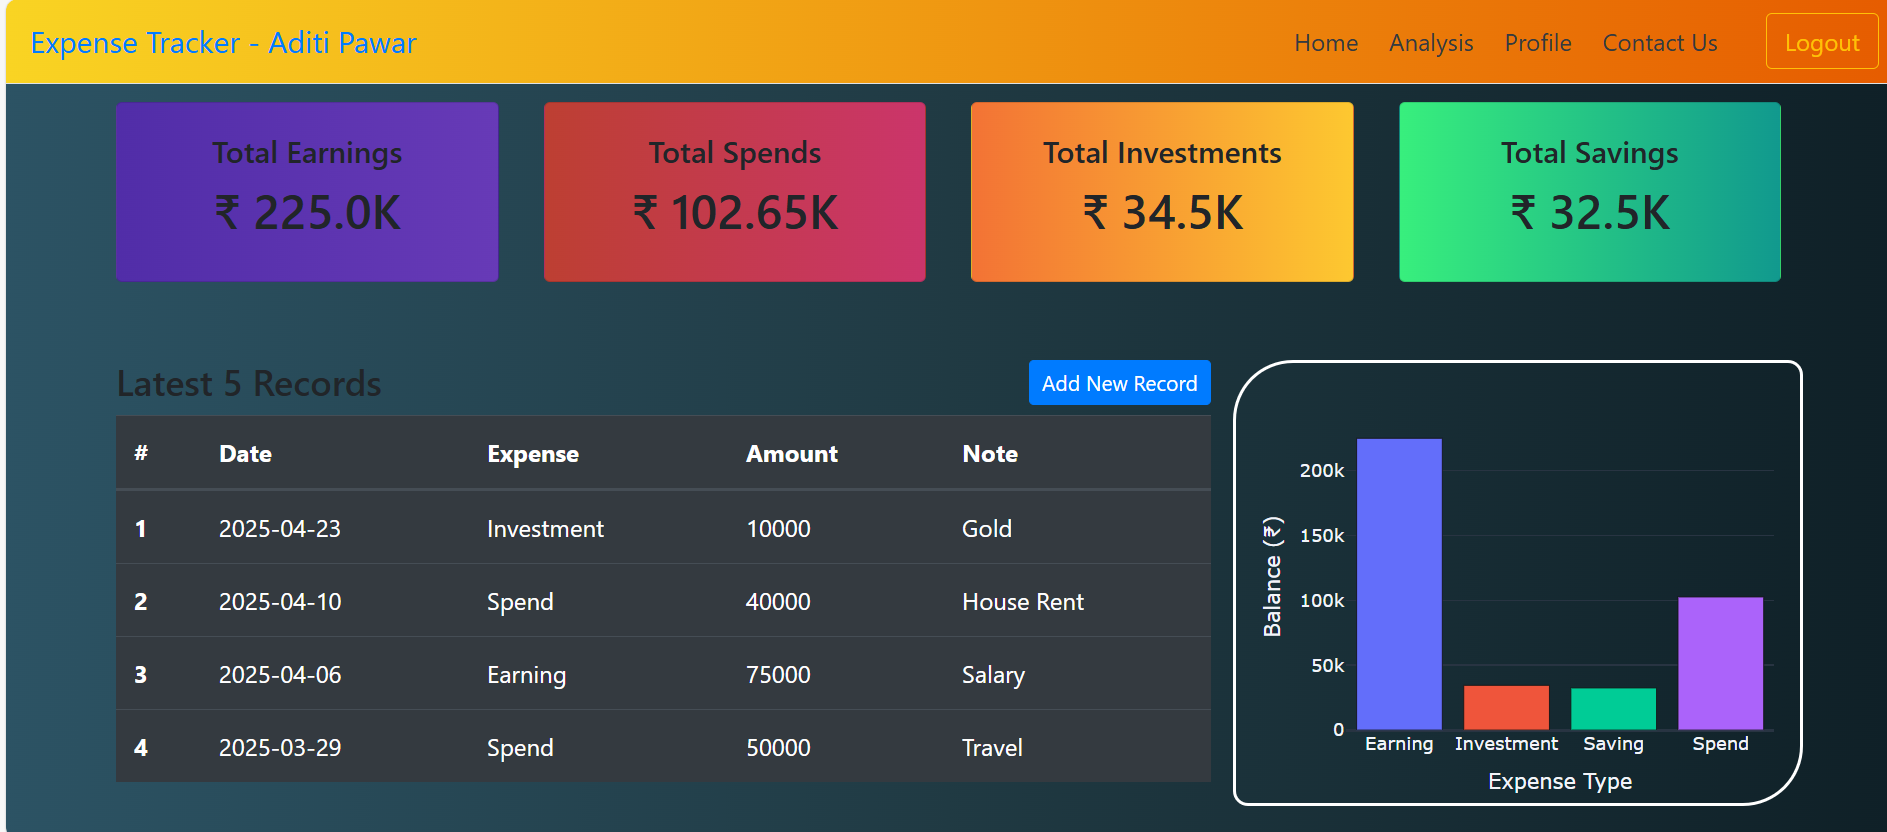 Expense Tracker - Aditi Pawar
Home Analysis Profile Contact Us Logout
Total Earnings
₹ 225.0K
Total Spends
₹ 102.65K
Total Investments
₹ 34.5K
Total Savings
₹ 32.5K
Latest 5 Records
Add New Record
# Date Expense Amount Note
1 2025-04-23 Investment 10000 Gold
2 2025-04-10 Spend 40000 House Rent
3 2025-04-06 Earning 75000 Salary
4 2025-03-29 Spend 50000 Travel
Balance (₹)
200k
150k
100k
50k
0
Earning Investment Saving Spend
Expense Type